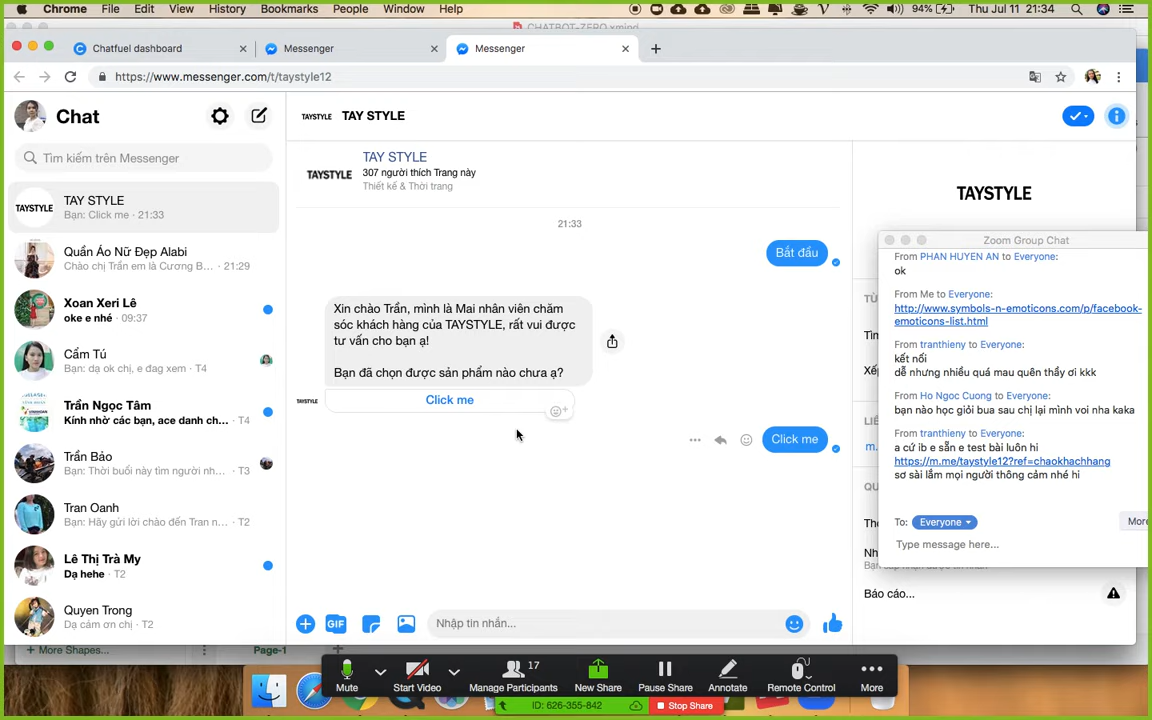 Chrome File Edit View History Bookmarks People Window Help
94% Thu Jul 11 21:34
CHATBOT-ZERO.xmind
Chatfuel dashboard
Messenger
Messenger
https://www.messenger.com/t/taystyle12
Chat
Tìm kiếm trên Messenger
TAYSTYLE
TAY STYLE
Bạn: Click me · 21:33
Quần Áo Nữ Đẹp Alabi
Chào chị Trần em là Cương B... · 21:29
Xoan Xeri Lê
oke e nhé · 09:37
Cẩm Tú
Bạn: dạ ok chị, e đag xem · T4
Trần Ngọc Tâm
Kính nhờ các bạn, ace danh ch... · T4
Trần Bảo
Bạn: Thời buổi này tìm người nh... · T3
Tran Oanh
Bạn: Hãy gửi lời chào đến Tran n... · T2
Lê Thị Trà My
Dạ hehe · T2
Quyen Trong
Dạ cám ơn chị · T2
TAYSTYLE
TAY STYLE
TAYSTYLE
TAY STYLE
307 người thích Trang này
Thiết kế & Thời trang
21:33
Bắt đầu
Xin chào Trần, mình là Mai nhân viên chăm
sóc khách hàng của TAYSTYLE, rất vui được
tư vấn cho bạn ạ!
Bạn đã chọn được sản phẩm nào chưa ạ?
TAYSTYLE
Click me
Click me
GIF
Nhập tin nhắn...
TAYSTYLE
Báo cáo...
Zoom Group Chat
From PHAN HUYEN AN to Everyone:
ok
From Me to Everyone:
http://www.symbols-n-emoticons.com/p/facebook-
emoticons-list.html
From tranthieny to Everyone:
kết nối
dễ nhưng nhiều quá mau quên thầy ơi kkk
From Ho Ngoc Cuong to Everyone:
bạn nào học giỏi bua sau chị lại mình voi nha kaka
From tranthieny to Everyone:
a cứ ib e sẵn e test bài luôn hi
https://m.me/taystyle12?ref=chaokhachhang
sơ sài lắm mọi người thông cảm nhé hi
To: Everyone
More
Type message here...
+ More Shapes...
Page-1
Mute
Start Video
17
Manage Participants
New Share
Pause Share
Annotate
Remote Control
More
ID: 626-355-842
Stop Share